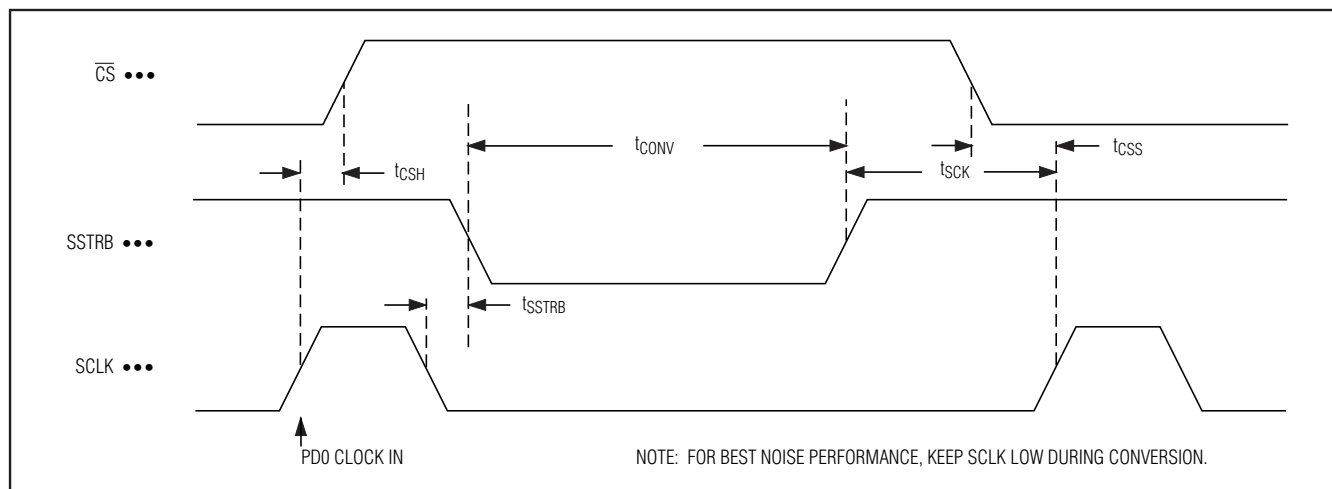 C̅S̅ •••
tCONV
tCSS
tCSH
tSCK
SSTRB •••
tSSTRB
SCLK •••
PD0 CLOCK IN
NOTE: FOR BEST NOISE PERFORMANCE, KEEP SCLK LOW DURING CONVERSION.